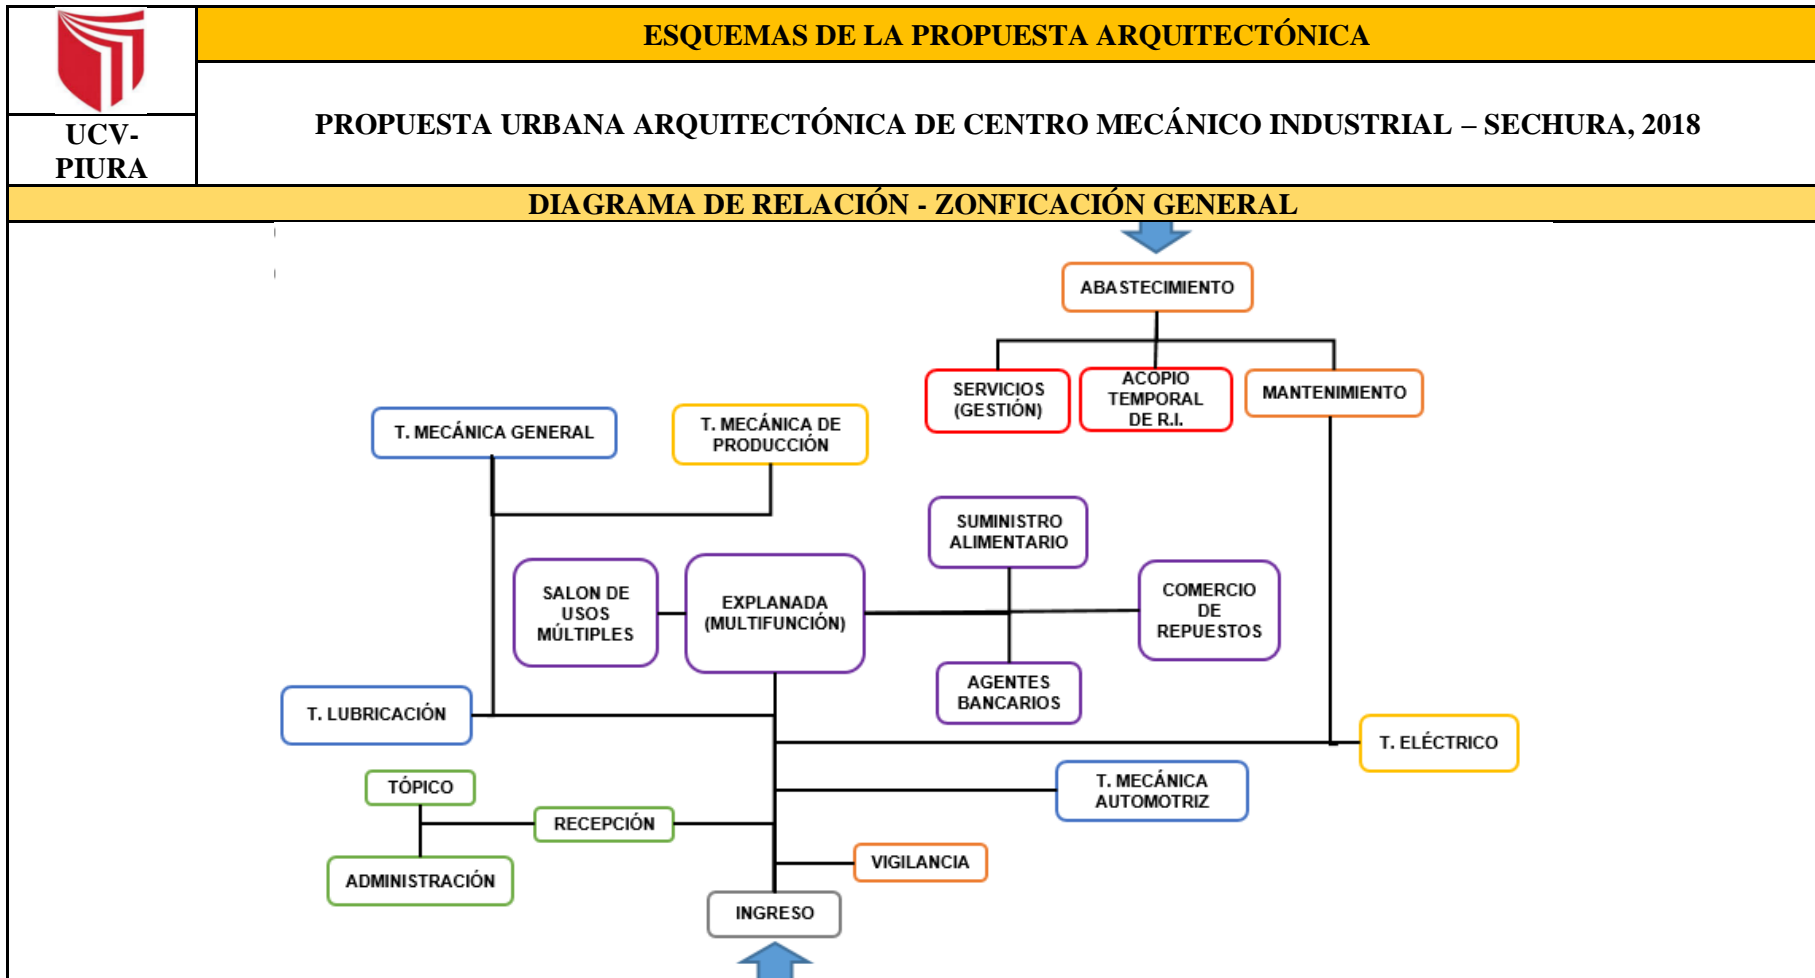 ESQUEMAS DE LA PROPUESTA ARQUITECTÓNICA
UCV-
PIURA
PROPUESTA URBANA ARQUITECTÓNICA DE CENTRO MECÁNICO INDUSTRIAL – SECHURA, 2018
DIAGRAMA DE RELACIÓN - ZONFICACIÓN GENERAL
ABASTECIMIENTO
SERVICIOS
(GESTIÓN)
ACOPIO
TEMPORAL
DE R.I.
MANTENIMIENTO
T. MECÁNICA GENERAL
T. MECÁNICA DE
PRODUCCIÓN
SUMINISTRO
ALIMENTARIO
SALON DE
USOS
MÚLTIPLES
EXPLANADA
(MULTIFUNCIÓN)
COMERCIO
DE
REPUESTOS
AGENTES
BANCARIOS
T. LUBRICACIÓN
T. ELÉCTRICO
T. MECÁNICA
AUTOMOTRIZ
TÓPICO
RECEPCIÓN
VIGILANCIA
ADMINISTRACIÓN
INGRESO